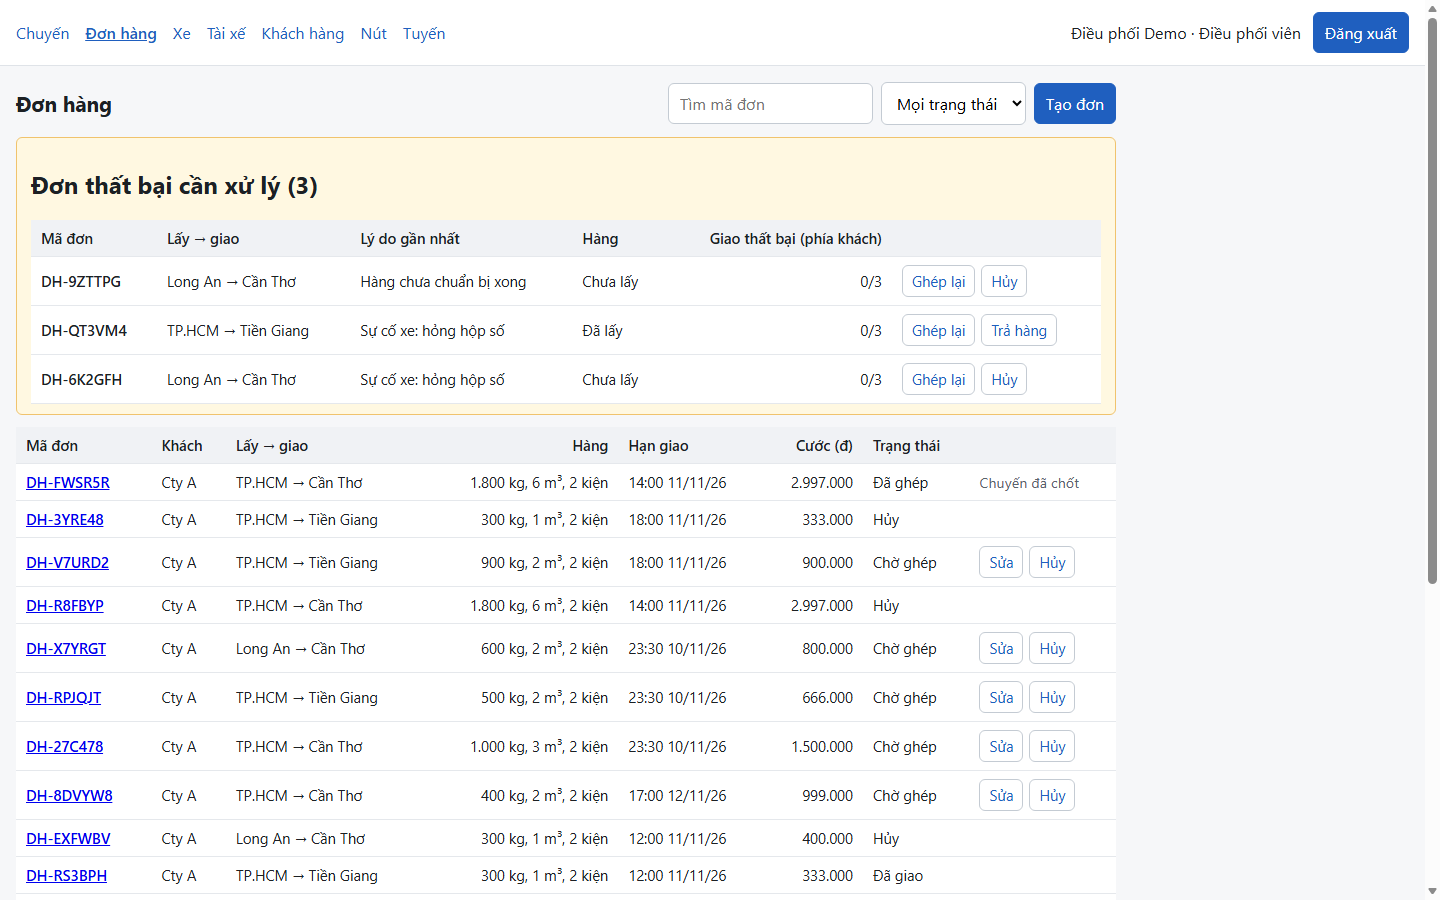 Chuyến Đơn hàng Xe Tài xế Khách hàng Nút Tuyến Điều phối Demo · Điều phối viên Đăng xuất
Đơn hàng Tìm mã đơn Mọi trạng thái Tạo đơn
Đơn thất bại cần xử lý (3)
Mã đơn Lấy → giao Lý do gần nhất Hàng Giao thất bại (phía khách)
DH-9ZTTPG Long An → Cần Thơ Hàng chưa chuẩn bị xong Chưa lấy 0/3 Ghép lại Hủy
DH-QT3VM4 TP.HCM → Tiền Giang Sự cố xe: hỏng hộp số Đã lấy 0/3 Ghép lại Trả hàng
DH-6K2GFH Long An → Cần Thơ Sự cố xe: hỏng hộp số Chưa lấy 0/3 Ghép lại Hủy
Mã đơn Khách Lấy → giao Hàng Hạn giao Cước (đ) Trạng thái
DH-FWSR5R Cty A TP.HCM → Cần Thơ 1.800 kg, 6 m³, 2 kiện 14:00 11/11/26 2.997.000 Đã ghép Chuyến đã chốt
DH-3YRE48 Cty A TP.HCM → Tiền Giang 300 kg, 1 m³, 2 kiện 18:00 11/11/26 333.000 Hủy
DH-V7URD2 Cty A TP.HCM → Tiền Giang 900 kg, 2 m³, 2 kiện 18:00 11/11/26 900.000 Chờ ghép Sửa Hủy
DH-R8FBYP Cty A TP.HCM → Cần Thơ 1.800 kg, 6 m³, 2 kiện 14:00 11/11/26 2.997.000 Hủy
DH-X7YRGT Cty A Long An → Cần Thơ 600 kg, 2 m³, 2 kiện 23:30 10/11/26 800.000 Chờ ghép Sửa Hủy
DH-RPJQJT Cty A TP.HCM → Tiền Giang 500 kg, 2 m³, 2 kiện 23:30 10/11/26 666.000 Chờ ghép Sửa Hủy
DH-27C478 Cty A TP.HCM → Cần Thơ 1.000 kg, 3 m³, 2 kiện 23:30 10/11/26 1.500.000 Chờ ghép Sửa Hủy
DH-8DVYW8 Cty A TP.HCM → Cần Thơ 400 kg, 2 m³, 2 kiện 17:00 12/11/26 999.000 Chờ ghép Sửa Hủy
DH-EXFWBV Cty A Long An → Cần Thơ 300 kg, 1 m³, 2 kiện 12:00 11/11/26 400.000 Hủy
DH-RS3BPH Cty A TP.HCM → Tiền Giang 300 kg, 1 m³, 2 kiện 12:00 11/11/26 333.000 Đã giao